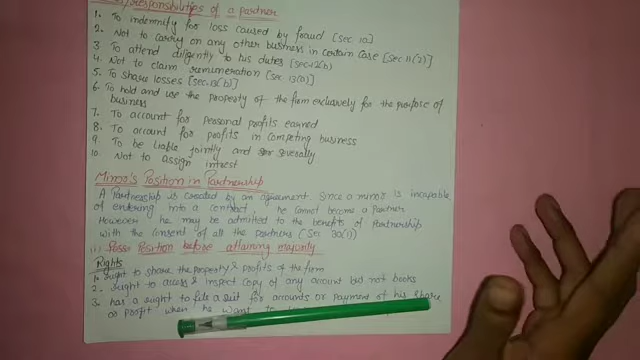 responsibilities of a partner
1. To indemnify for loss caused by fraud [Sec 10]
2. Not to carry on any other business in certain case [Sec 11(2)]
3 To attend diligently to his duties [Sec 12(b)
4. Not to claim remuneration [Sec 13(a)]
5. To share losses [Sec. 13(b)]
6. To hold and use the property of the firm exclusively for the purpose of
business
7. To account for personal profits earned
8. To account for profits in competing business
9. To be liable jointly and severally
10. Not to assign interest
Minor's Position in Partnership
A Partnership is created by an agreement. Since a minor is incapable
of entering into a contract, he cannot become a partner
However he may be admitted to the benefits of partnership
with the consent of all the partners [Sec 30(1)
Position before attaining majority
Rights
1. right to share the property & profits of the firm
2. right to access & inspect copy of any account but not books
3. has a right to file a suit for amounts or payment of his share
or profit when he want to